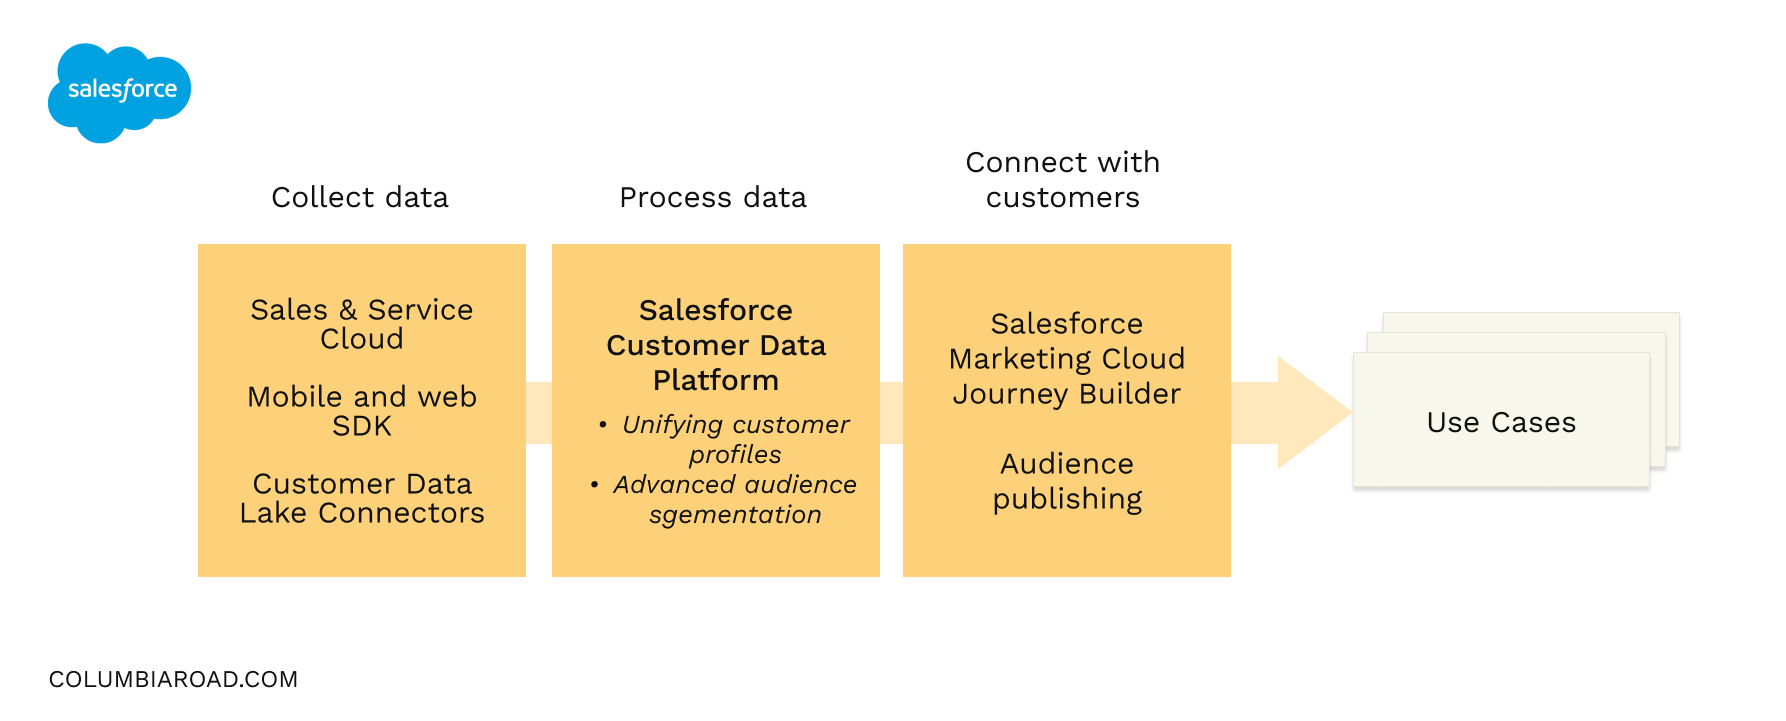 salesforce
Collect data
Process data
Connect with
customers
Sales & Service
Cloud
Mobile and web
SDK
Customer Data
Lake Connectors
Salesforce
Customer Data
Platform
• Unifying customer
profiles
• Advanced audience
sgementation
Salesforce
Marketing Cloud
Journey Builder
Audience
publishing
Use Cases
COLUMBIAROAD.COM